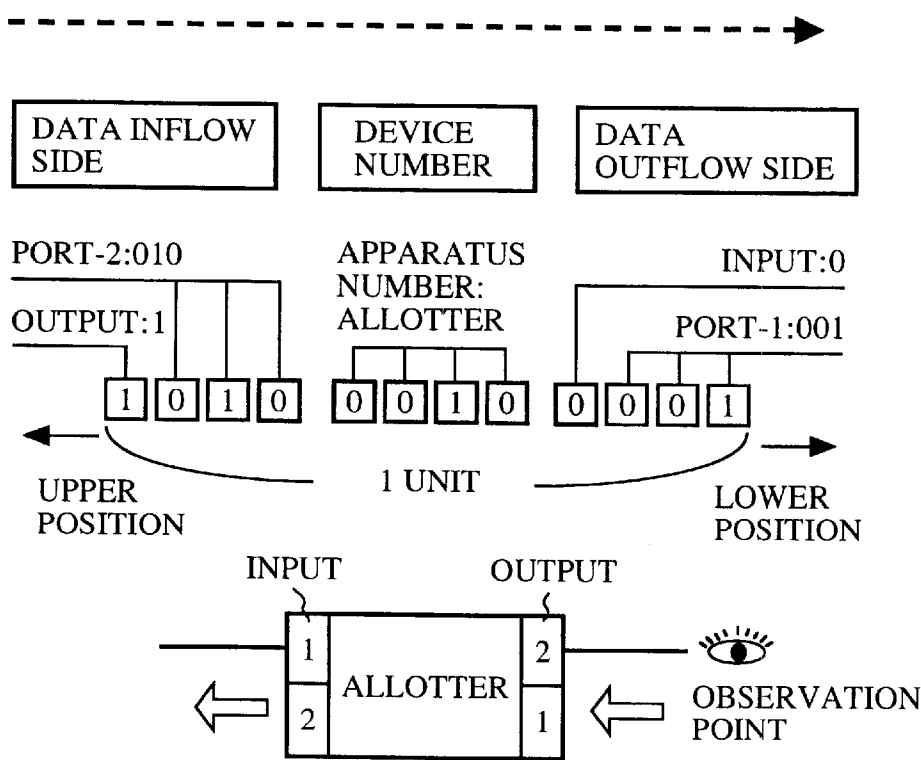 DATA INFLOW
SIDE
DEVICE
NUMBER
DATA
OUTFLOW SIDE
PORT-2:010
OUTPUT:1
APPARATUS
NUMBER:
ALLOTTER
INPUT:0
PORT-1:001
1 0 1 0 0 0 1 0 0 0 0 1
UPPER
POSITION
1 UNIT
LOWER
POSITION
INPUT
OUTPUT
1
2
ALLOTTER
2
1
OBSERVATION
POINT